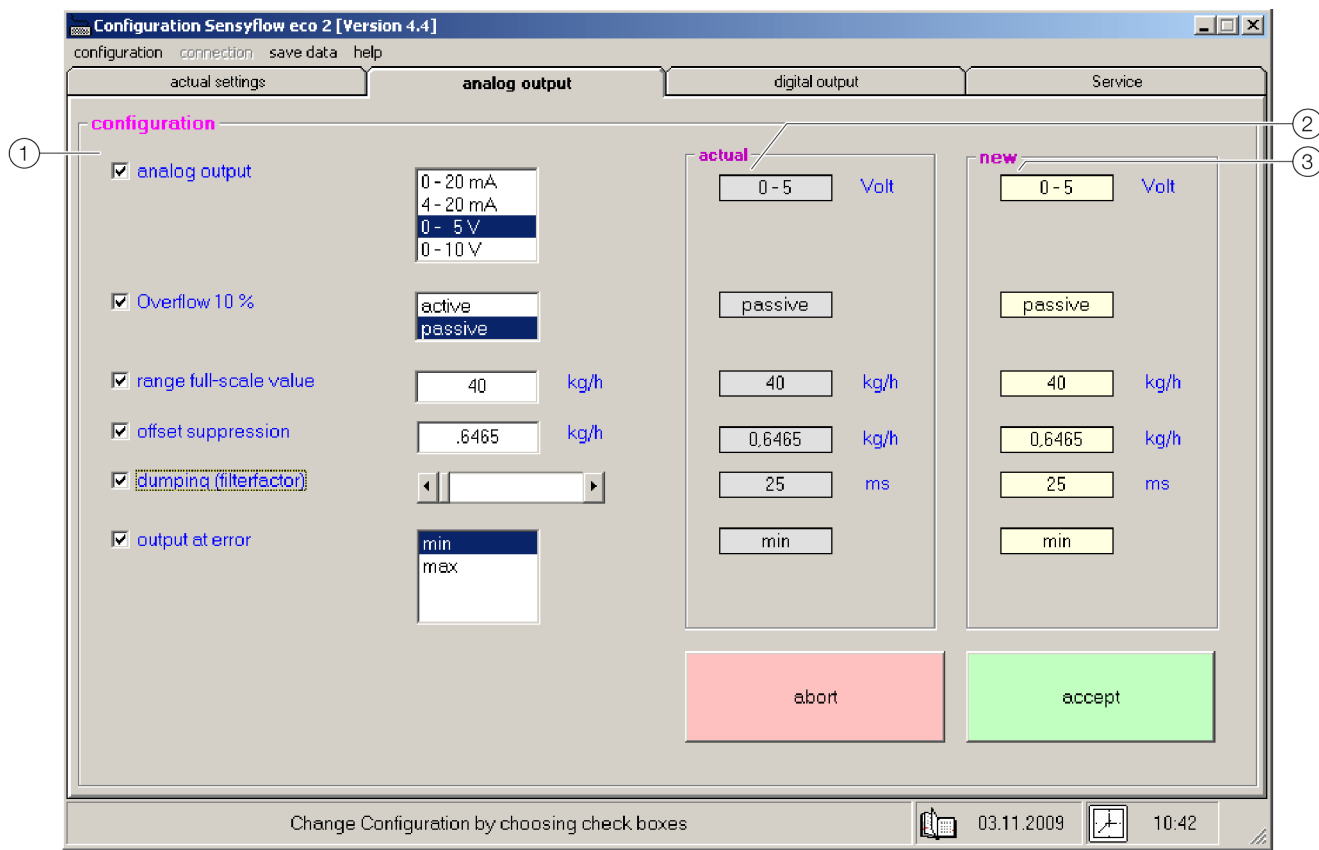 Configuration Sensyflow eco 2 [Version 4.4]
configuration connection save data help
actual settings analog output digital output Service
configuration
1
2
3
actual
new
analog output
0 - 20 mA
4 - 20 mA
0 - 5 V
0 - 10 V
0 - 5 Volt
0 - 5 Volt
Overflow 10 %
active
passive
passive
passive
range full-scale value 40 kg/h 40 kg/h 40 kg/h
offset suppression .6465 kg/h 0,6465 kg/h 0,6465 kg/h
dumping (filterfactor) 25 ms 25 ms
output at error
min
max
min
min
abort accept
Change Configuration by choosing check boxes 03.11.2009 10:42